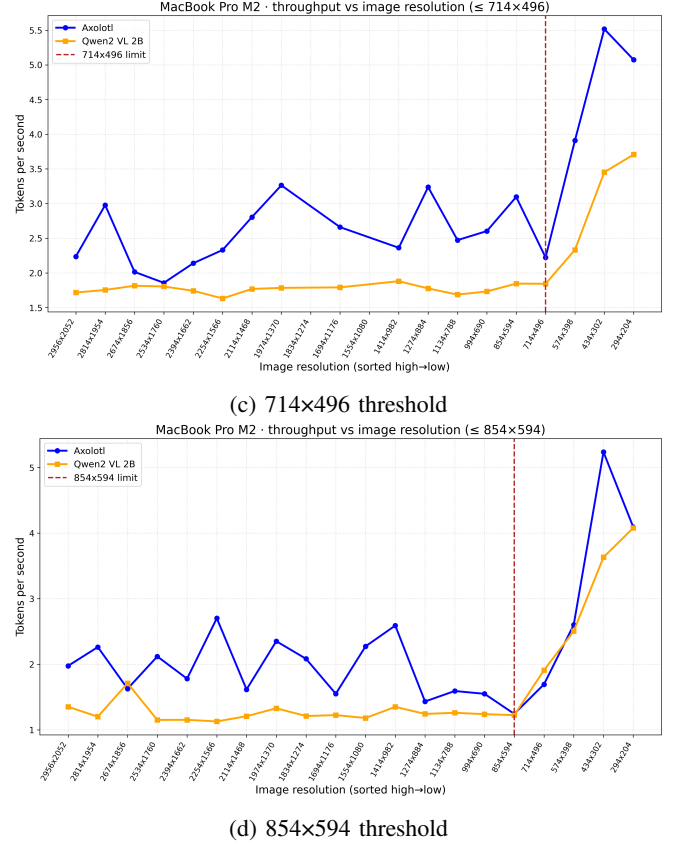 MacBook Pro M2 · throughput vs image resolution (≤ 714×496)
5.5
5.0
4.5
4.0
3.5
3.0
2.5
2.0
1.5
Tokens per second
Axolotl
Qwen2 VL 2B
714x496 limit
2956x2052
2814x1954
2674x1856
2534x1760
2394x1662
2254x1566
2114x1468
1974x1370
1834x1274
1694x1176
1554x1080
1414x982
1274x884
1134x788
994x690
854x594
714x496
574x398
434x302
294x204
Image resolution (sorted high→low)
(c) 714×496 threshold
MacBook Pro M2 · throughput vs image resolution (≤ 854×594)
5
4
3
2
1
Tokens per second
Axolotl
Qwen2 VL 2B
854x594 limit
2956x2052
2814x1954
2674x1856
2534x1760
2394x1662
2254x1566
2114x1468
1974x1370
1834x1274
1694x1176
1554x1080
1414x982
1274x884
1134x788
994x690
854x594
714x496
574x398
434x302
294x204
Image resolution (sorted high→low)
(d) 854×594 threshold